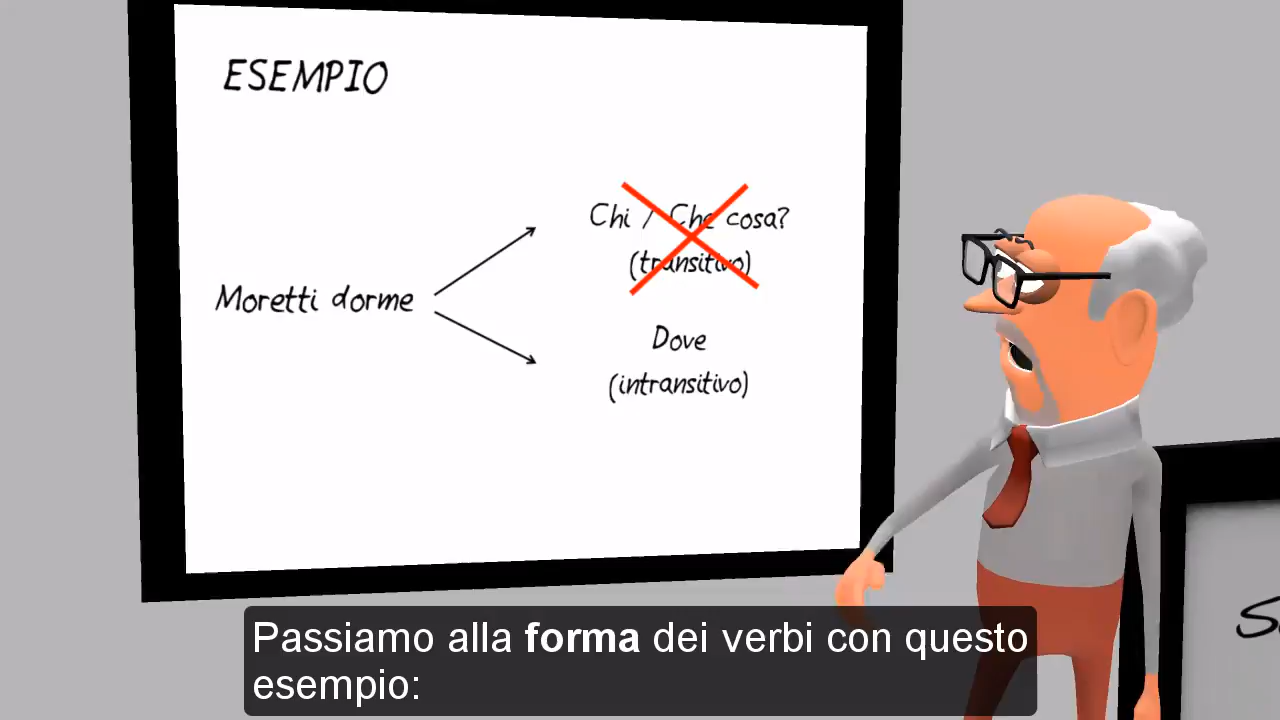 ESEMPIO
Chi / Che cosa?
(transitivo)
Moretti dorme
Dove
(intransitivo)
Passiamo alla forma dei verbi con questo
esempio: